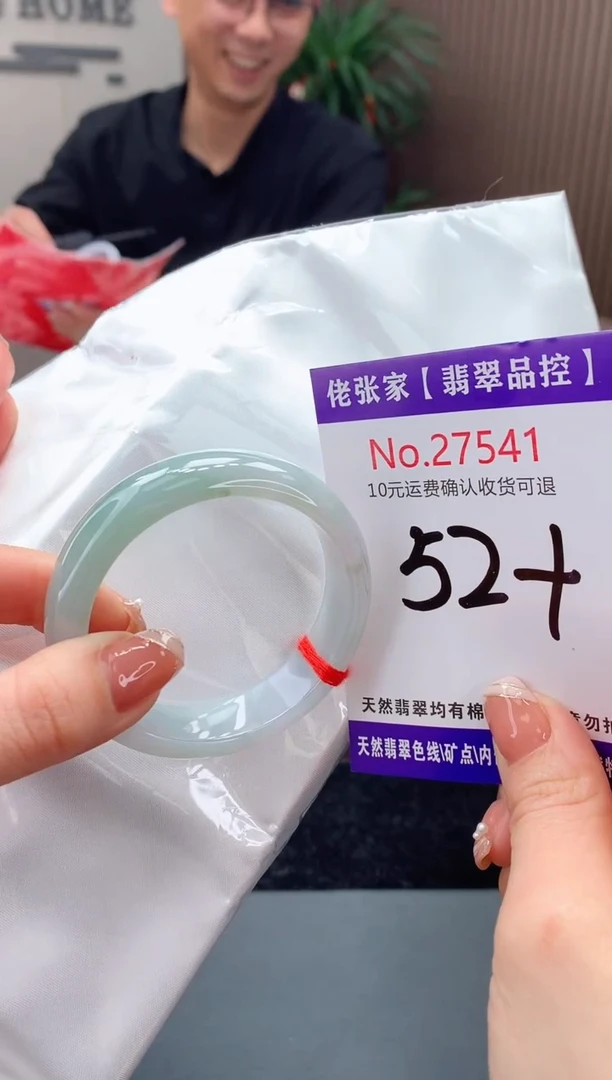 HOME
佬张家【翡翠品控】
No.27541
10元运费确认收货可退
52+
天然翡翠均有棉
天然翡翠色线\矿点\内